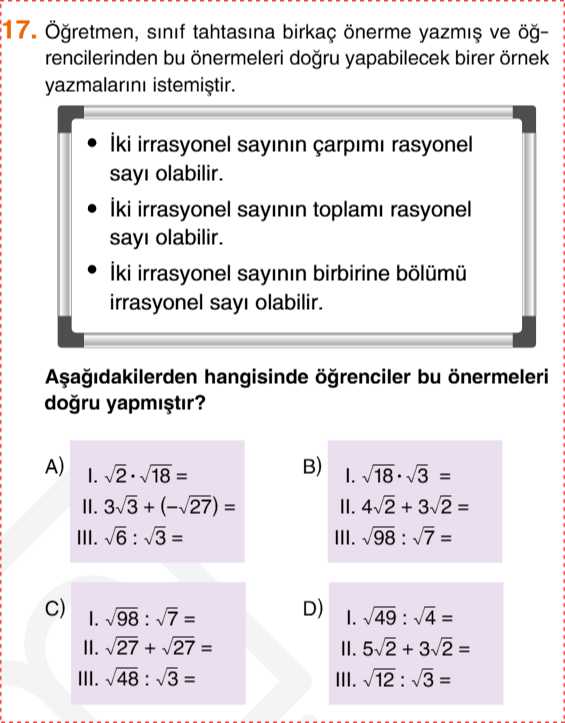 17. Öğretmen, sınıf tahtasına birkaç önerme yazmış ve öğ-
rencilerinden bu önermeleri doğru yapabilecek birer örnek
yazmalarını istemiştir.
• İki irrasyonel sayının çarpımı rasyonel
sayı olabilir.
• İki irrasyonel sayının toplamı rasyonel
sayı olabilir.
• İki irrasyonel sayının birbirine bölümü
irrasyonel sayı olabilir.
Aşağıdakilerden hangisinde öğrenciler bu önermeleri
doğru yapmıştır?
A) I. √2 · √18 =
II. 3√3 + (−√27) =
III. √6 : √3 =
B) I. √18 · √3 =
II. 4√2 + 3√2 =
III. √98 : √7 =
C) I. √98 : √7 =
II. √27 + √27 =
III. √48 : √3 =
D) I. √49 : √4 =
II. 5√2 + 3√2 =
III. √12 : √3 =